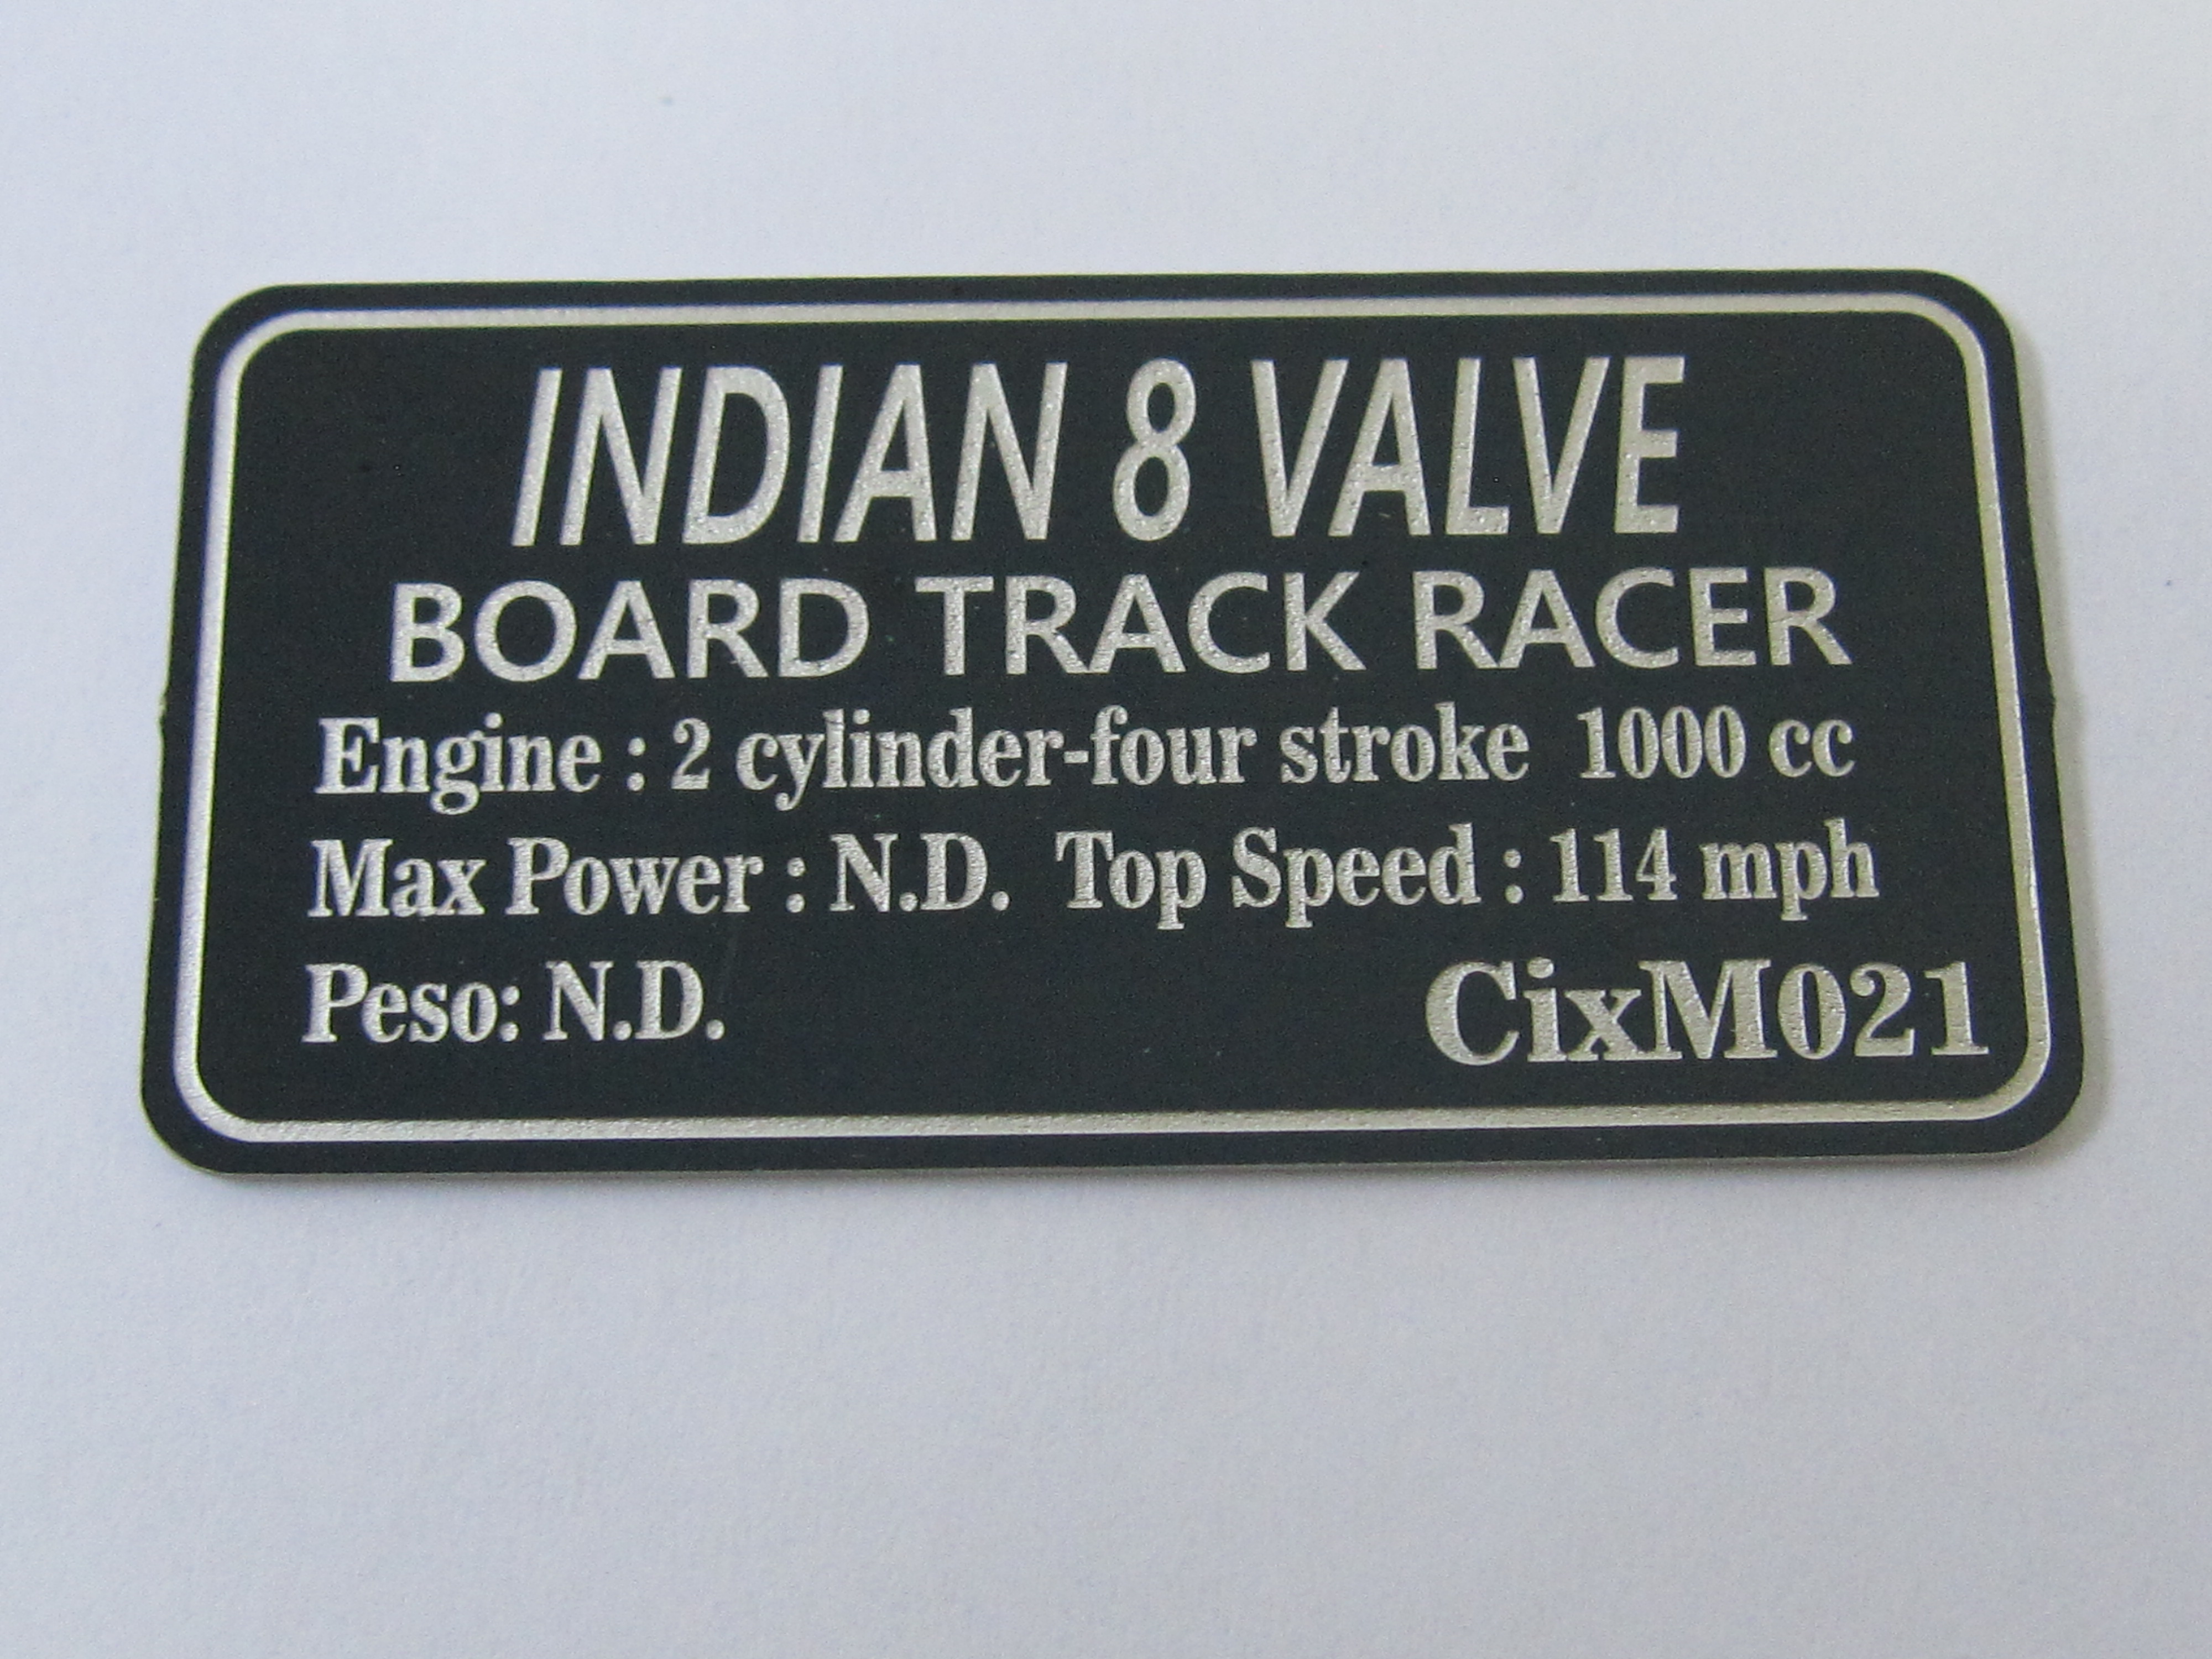 INDIAN 8 VALVE
BOARD TRACK RACER
Engine : 2 cylinder-four stroke 1000 cc
Max Power : N.D. Top Speed : 114 mph
Peso: N.D. CixM021